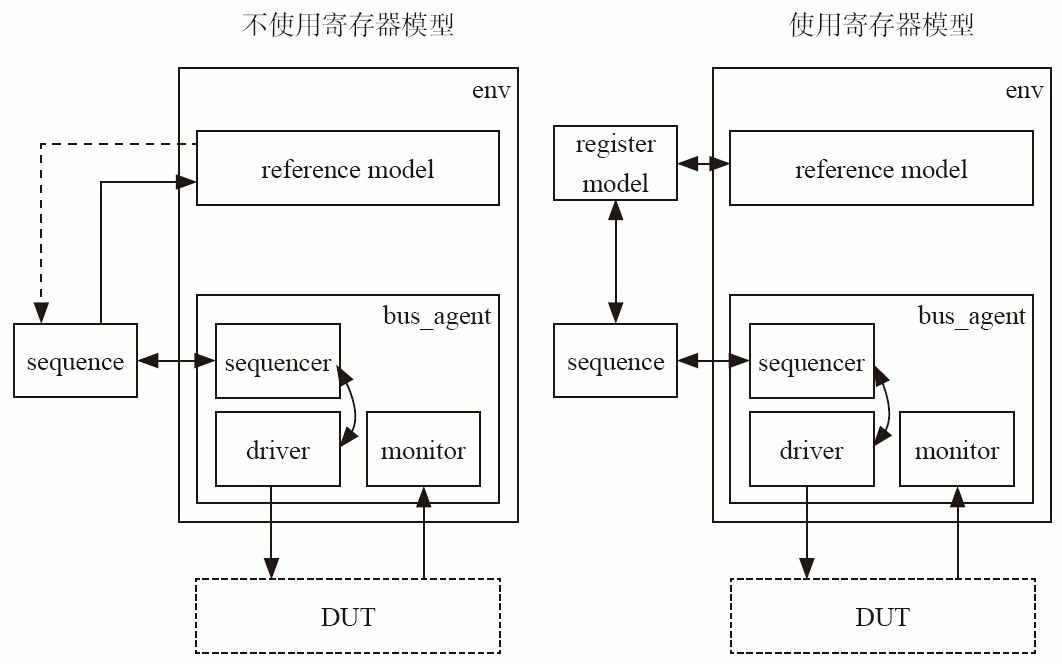 不使用寄存器模型
env
reference model
bus_agent
sequence
sequencer
driver
monitor
DUT
使用寄存器模型
env
register
model
reference model
bus_agent
sequence
sequencer
driver
monitor
DUT